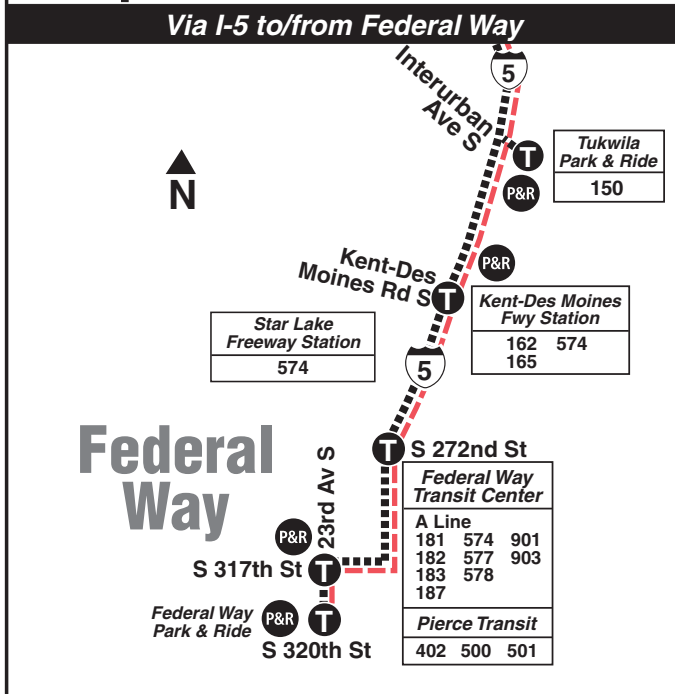 Via I-5 to/from Federal Way
5
Interurban
Ave S
T
Tukwila
Park & Ride
150
P&R
N
P&R
Kent-Des
Moines Rd S
T
Kent-Des Moines
Fwy Station
162 574
165
Star Lake
Freeway Station
574
5
T
S 272nd St
Federal
Way
23rd Av S
Federal Way
Transit Center
A Line
181 574 901
182 577 903
183 578
187
Pierce Transit
402 500 501
P&R
S 317th St
T
Federal Way
Park & Ride
P&R
T
S 320th St